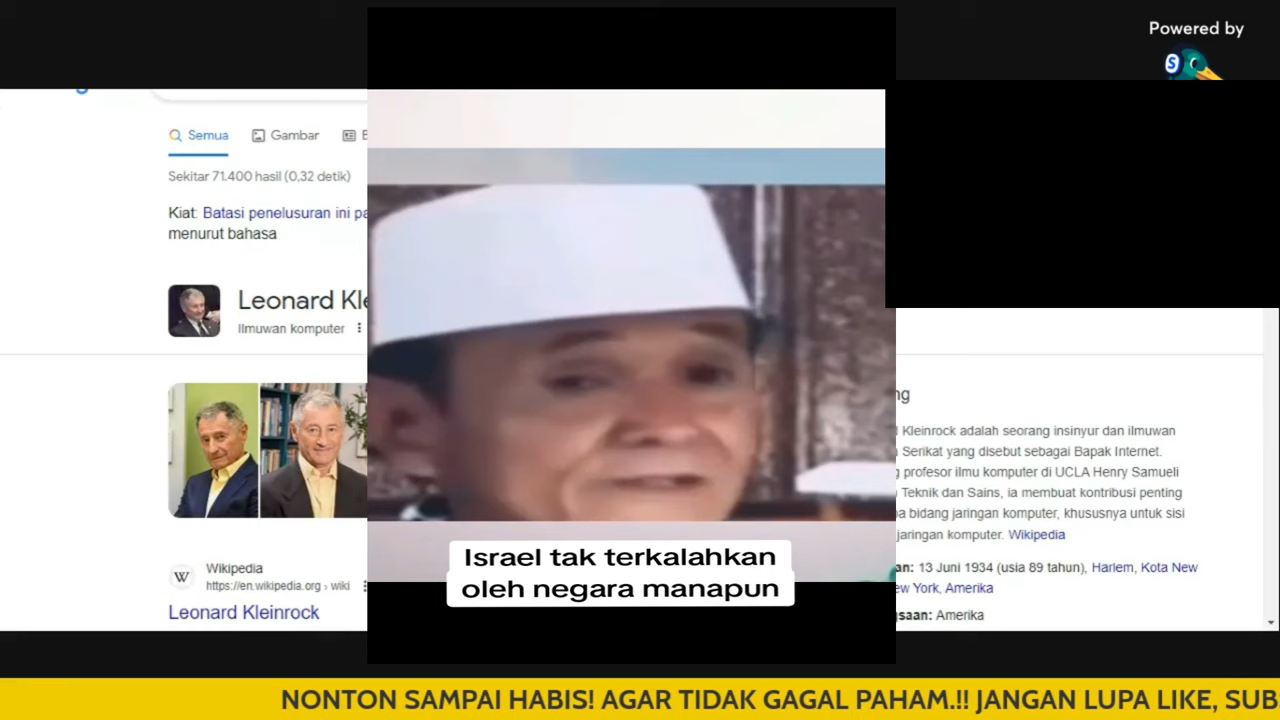 Powered by
S
Semua
Gambar
Sekitar 71.400 hasil (0,32 detik)
Kiat: Batasi penelusuran ini
menurut bahasa
Leonard
Ilmuwan komputer
ng
Kleinrock adalah seorang insinyur dan ilmuwan
Serikat yang disebut sebagai Bapak Internet.
profesor ilmu komputer di UCLA Henry Samueli
Teknik dan Sains, ia membuat kontribusi penting
bidang jaringan komputer, khususnya untuk sisi
jaringan komputer. Wikipedia
13 Juni 1934 (usia 89 tahun), Harlem, Kota New
York, Amerika
Amerika
W
Wikipedia
https://en.wikipedia.org › wiki
Leonard Kleinrock
Israel tak terkalahkan
oleh negara manapun
NONTON SAMPAI HABIS! AGAR TIDAK GAGAL PAHAM.!! JANGAN LUPA LIKE, SUB